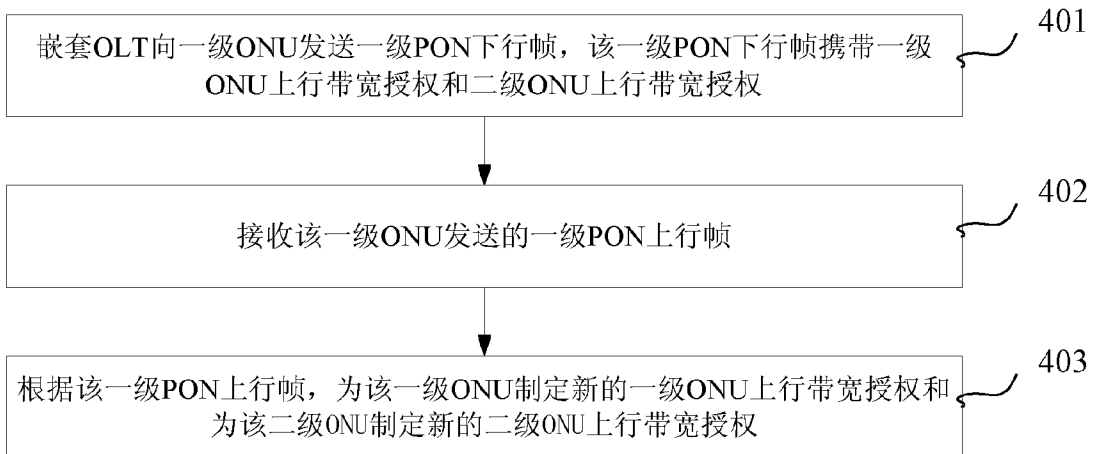 嵌套OLT向一级ONU发送一级PON下行帧，该一级PON下行帧携带一级
ONU上行带宽授权和二级ONU上行带宽授权
401
接收该一级ONU发送的一级PON上行帧
402
根据该一级PON上行帧，为该一级ONU制定新的一级ONU上行带宽授权和
为该二级ONU制定新的二级ONU上行带宽授权
403